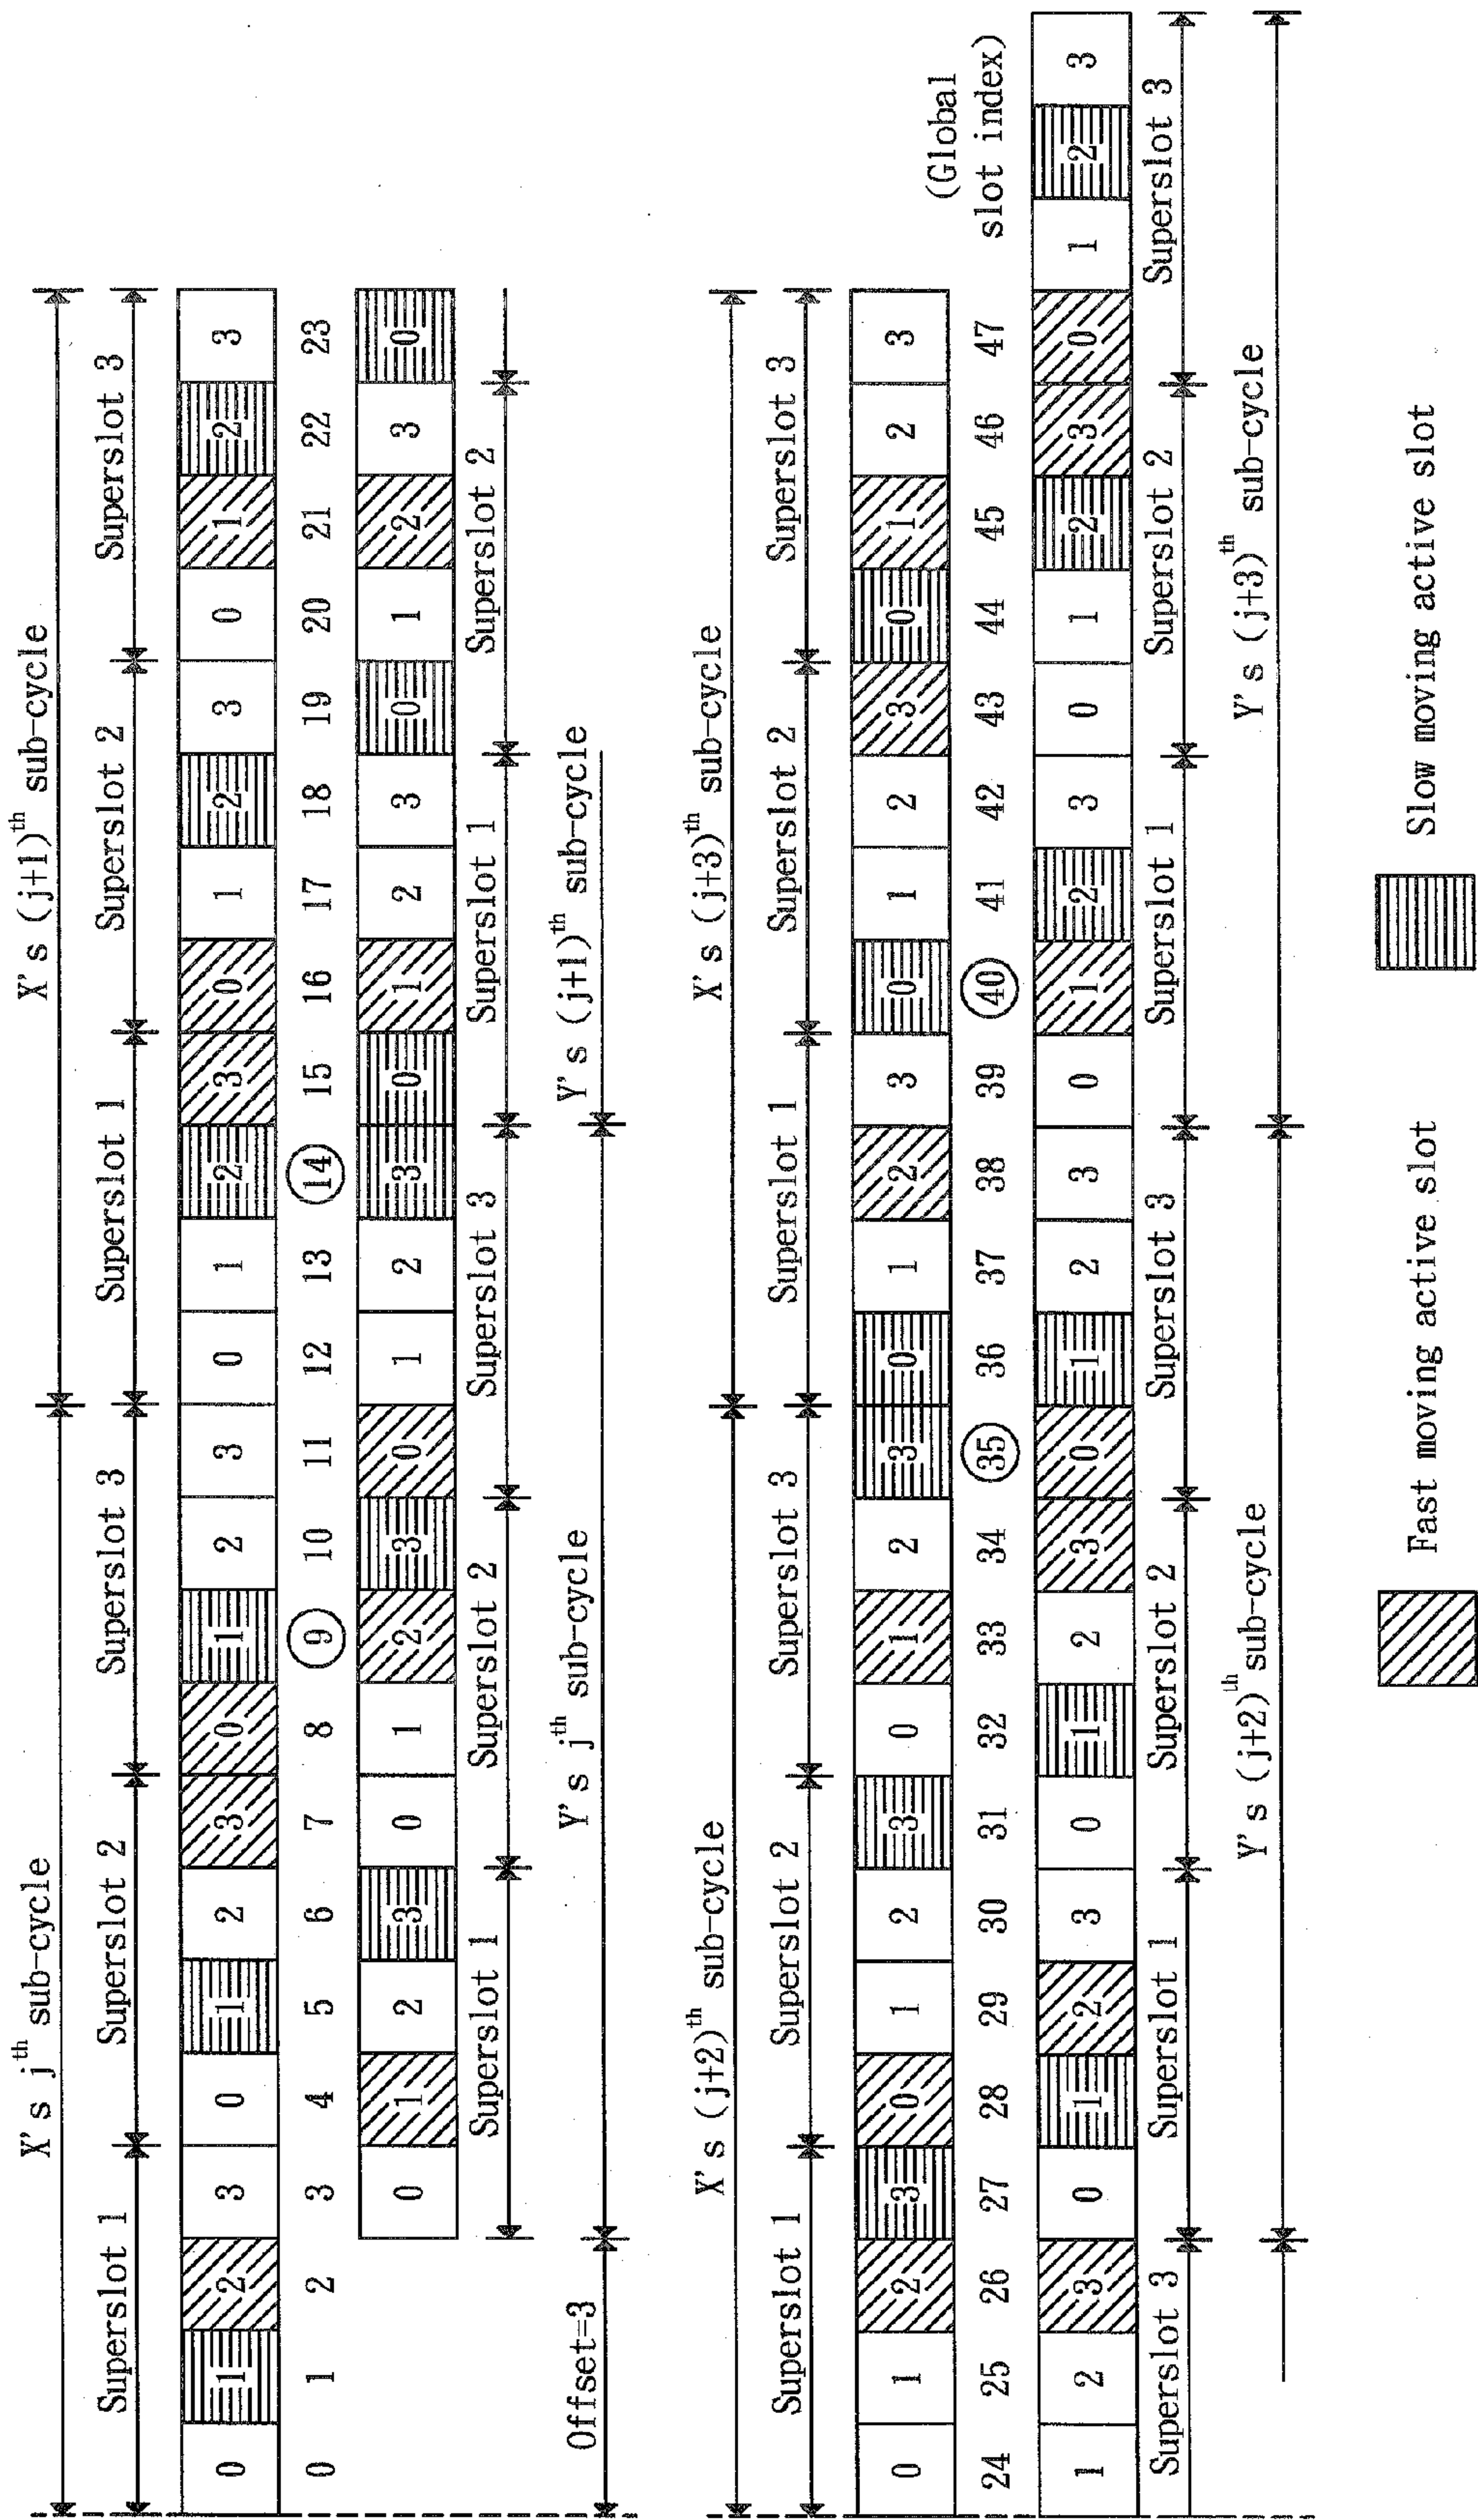 X's j^th sub-cycle X's (j+1)^th sub-cycle
Superslot 1 Superslot 2 Superslot 3 Superslot 1 Superslot 2 Superslot 3
0 1 2 3 0 1 2 3 0 1 2 3 0 1 2 3 0 1 2 3 0 1 2 3
0 1 2 3 4 5 6 7 8 9 10 11 12 13 14 15 16 17 18 19 20 21 22 23
0 1 2 3 0 1 2 3 0 1 2 3 0 1 2 3 0 1 2 3 0
Superslot 1 Superslot 2 Superslot 3 Superslot 1 Superslot 2
Offset=3 Y's j^th sub-cycle Y's (j+1)^th sub-cycle
X's (j+2)^th sub-cycle X's (j+3)^th sub-cycle
Superslot 1 Superslot 2 Superslot 3 Superslot 1 Superslot 2 Superslot 3
0 1 2 3 0 1 2 3 0 1 2 3 0 1 2 3 0 1 2 3 0 1 2 3
(Global
slot index)
24 25 26 27 28 29 30 31 32 33 34 35 36 37 38 39 40 41 42 43 44 45 46 47
1 2 3 0 1 2 3 0 1 2 3 0 1 2 3 0 1 2 3 0 1 2 3 0 1 2 3
Superslot 3 Superslot 1 Superslot 2 Superslot 3 Superslot 1 Superslot 2 Superslot 3
Y's (j+2)^th sub-cycle Y's (j+3)^th sub-cycle
Fast moving active slot Slow moving active slot